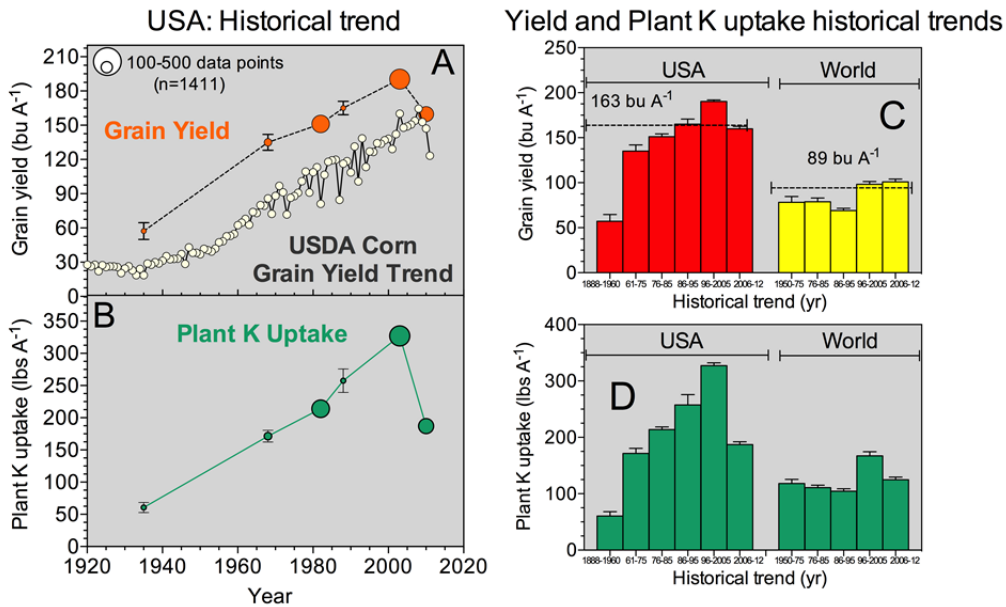 USA: Historical trend
Yield and Plant K uptake historical trends
210
180
150
120
90
60
30
0
Grain yield (bu A-1)
100-500 data points
(n=1411)
A
Grain Yield
USDA Corn
Grain Yield Trend
350
300
250
200
150
100
50
0
Plant K uptake (lbs A-1)
B
Plant K Uptake
1920 1940 1960 1980 2000 2020
Year
250
200
150
100
50
0
Grain yield (bu A-1)
USA
World
163 bu A-1
C
89 bu A-1
1888-1960 61-75 76-85 86-95 96-2005 2006-12 1950-75 76-85 86-95 96-2005 2006-12
Historical trend (yr)
400
300
200
100
0
Plant K uptake (lbs A-1)
USA
World
D
1888-1960 61-75 76-85 86-95 96-2005 2006-12 1950-75 76-85 86-95 96-2005 2006-12
Historical trend (yr)